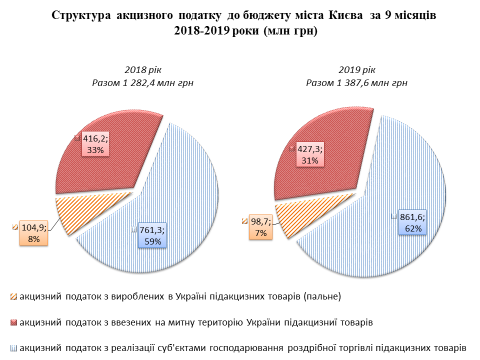 Структура акцизного податку до бюджету міста Києва за 9 місяців
2018-2019 роки (млн грн)
2018 рік
Разом 1 282,4 млн грн
416,2;
33%
104,9;
8%
761,3;
59%
2019 рік
Разом 1 387,6 млн грн
427,3;
31%
98,7;
7%
861,6;
62%
акцизний податок з вироблених в Україні підакцизних товарів (пальне)
акцизний податок з ввезених на митну територію України підакцизниї товарів
акцизний податок з реалізації суб'єктами господарювання роздрібної торгівлі підакцизних товарів